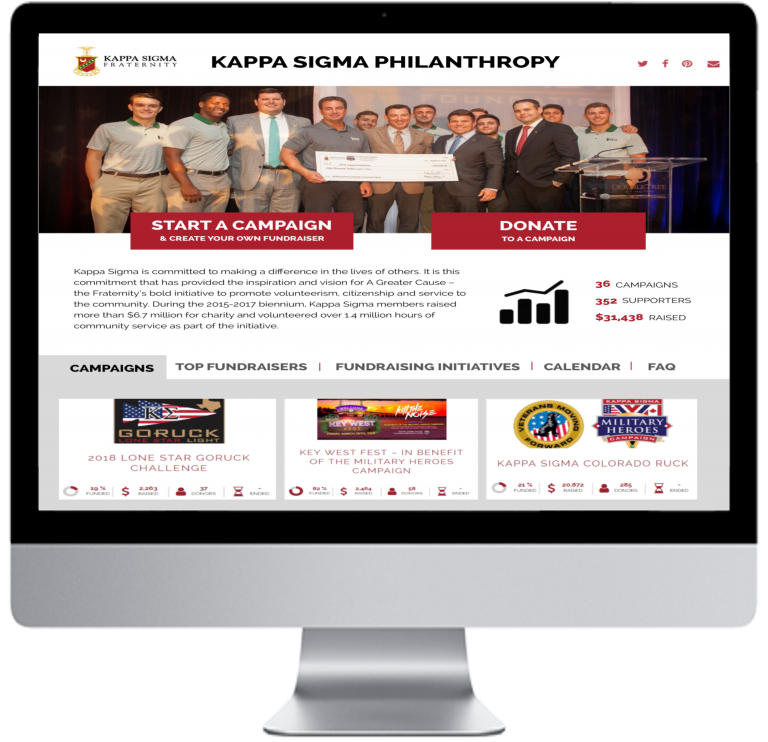 KAPPA SIGMA
FRATERNITY
KAPPA SIGMA PHILANTHROPY
START A CAMPAIGN
& CREATE YOUR OWN FUNDRAISER
DONATE
TO A CAMPAIGN
Kappa Sigma is committed to making a difference in the lives of others. It is this
commitment that has provided the inspiration and vision for A Greater Cause –
the Fraternity's bold initiative to promote volunteerism, citizenship and service to
the community. During the 2015-2017 biennium, Kappa Sigma members raised
more than $6.7 million for charity and volunteered over 1.4 million hours of
community service as part of the initiative.
36 CAMPAIGNS
352 SUPPORTERS
$31,438 RAISED
CAMPAIGNS
TOP FUNDRAISERS | FUNDRAISING INITIATIVES | CALENDAR | FAQ
ΚΣ
GORUCK
LONE STAR LIGHT
2018 LONE STAR GORUCK
CHALLENGE
19 % FUNDED
2,263 RAISED
37 DONORS
- ENDED
KEY WEST
FEST
KILL THE
NOISE
KEY WEST FEST – IN BENEFIT
OF THE MILITARY HEROES
CAMPAIGN
82 % FUNDED
2,464 RAISED
58 DONORS
- ENDED
VETERANS MOVING
FORWARD
KAPPA SIGMA
MILITARY
HEROES
CAMPAIGN
KAPPA SIGMA COLORADO RUCK
21 % FUNDED
20,872 RAISED
285 DONORS
- ENDED